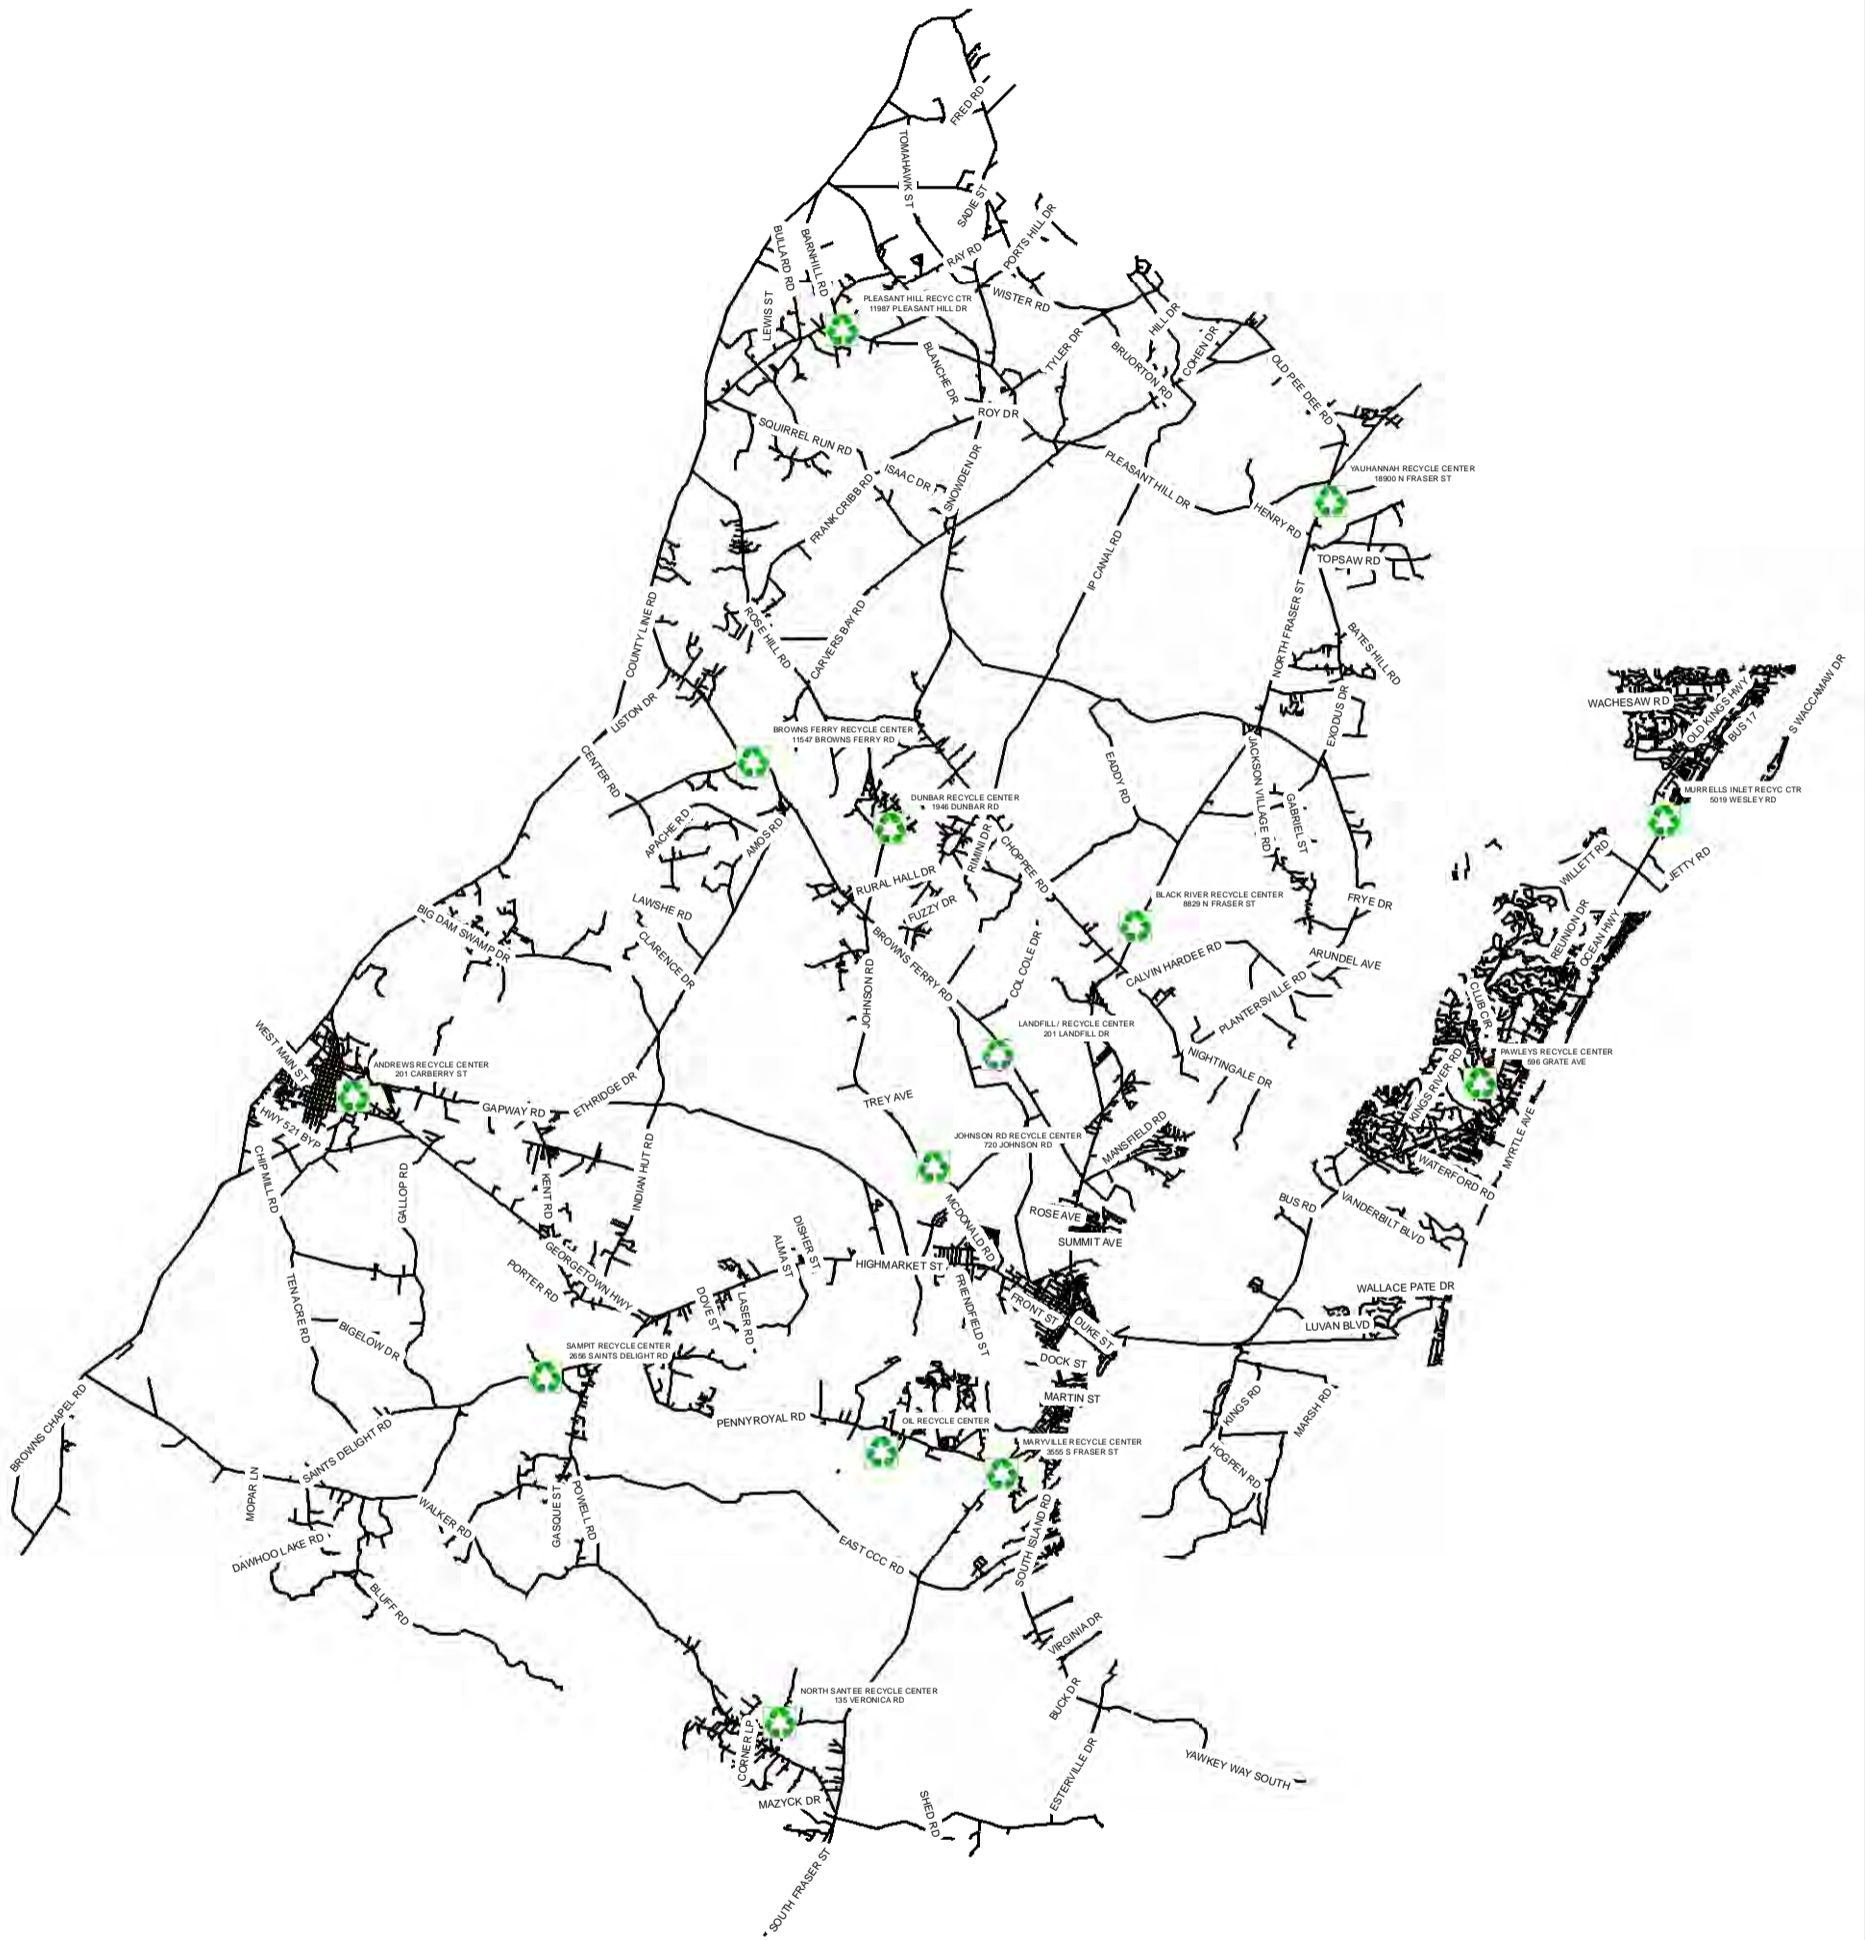 FRED RD
TOMAHAWK ST
SADIE ST
PORTS HILL DR
BULLARD RD
BARNHILL RD
RAY RD
LEWIS ST
PLEASANT HILL RECYC CTR
11987 PLEASANT HILL DR
WISTER RD
HILL DR
TYLER DR
BRUORTON RD
COHEN DR
BLANCHE DR
OLD PEE DEE RD
ROY DR
SQUIRREL RUN RD
ISAAC DR
SNOWDEN DR
PLEASANT HILL DR
YAUHANNAH RECYCLE CENTER
18900 N FRASER ST
FRANK CRIBB RD
HENRY RD
TOPSAW RD
IP CANAL RD
COUNTY LINE RD
ROSE HILL RD
CARVERS BAY RD
NORTH FRASER ST
BATES HILL RD
LISTON DR
WACHESAW RD
OLD KINGS HWY
BUS 17
S WACCAMAW DR
BROWNS FERRY RECYCLE CENTER
11547 BROWNS FERRY RD
EXODUS DR
CENTER RD
EADDY RD
JACKSON VILLAGE RD
GABRIEL ST
DUNBAR RECYCLE CENTER
1946 DUNBAR RD
MURRELLS INLET RECYC CTR
5019 WESLEY RD
APACHE RD
AMOS RD
RIMINI DR
CHOPPEE RD
RURAL HALL DR
WILLETT RD
JETTY RD
LAWSHE RD
FUZZY DR
BLACK RIVER RECYCLE CENTER
8829 N FRASER ST
FRYE DR
BIG DAM SWAMP DR
CLARENCE DR
BROWNS FERRY RD
COL COLE DR
CALVIN HARDEE RD
ARUNDEL AVE
REUNION DR
OCEAN HWY
JOHNSON RD
PLANTERSVILLE RD
CLUB CIR
LANDFILL / RECYCLE CENTER
201 LANDFILL DR
WEST MAIN ST
ANDREWS RECYCLE CENTER
201 CARBERRY ST
NIGHTINGALE DR
PAWLEYS RECYCLE CENTER
596 GRATE AVE
KINGS RIVER RD
ETHRIDGE DR
GAPWAY RD
TREY AVE
HWY 521 BYP
JOHNSON RD RECYCLE CENTER
720 JOHNSON RD
MANSFIELD RD
MYRTLE AVE
CHIP MILL RD
GALLOP RD
KENT RD
INDIAN HUT RD
WATERFORD RD
MCDONALD RD
ROSE AVE
BUS RD
VANDERBILT BLVD
DISHER ST
ALMA ST
SUMMIT AVE
GEORGETOWN HWY
HIGHMARKET ST
PORTER RD
TEN ACRE RD
DOVE ST
LASER RD
FRIENDFIELD ST
FRONT ST
DUKE ST
WALLACE PATE DR
LUVAN BLVD
BIGELOW DR
SAMPIT RECYCLE CENTER
2656 SAINTS DELIGHT RD
DOCK ST
MARTIN ST
BROWNS CHAPEL RD
PENNYROYAL RD
OIL RECYCLE CENTER
KINGS RD
MARSH RD
SAINTS DELIGHT RD
MARYVILLE RECYCLE CENTER
3555 S FRASER ST
HOGPEN RD
MOPAR LN
WALKER RD
GASQUE ST
POWELL RD
DAWHOO LAKE RD
EAST CCC RD
SOUTH ISLAND RD
BLUFF RD
VIRGINIA DR
NORTH SANTEE RECYCLE CENTER
135 VERONICA RD
BUCK DR
CORNER LP
YAWKEY WAY SOUTH
ESTERVILLE DR
MAZYCK DR
SHED RD
SOUTH FRASER ST